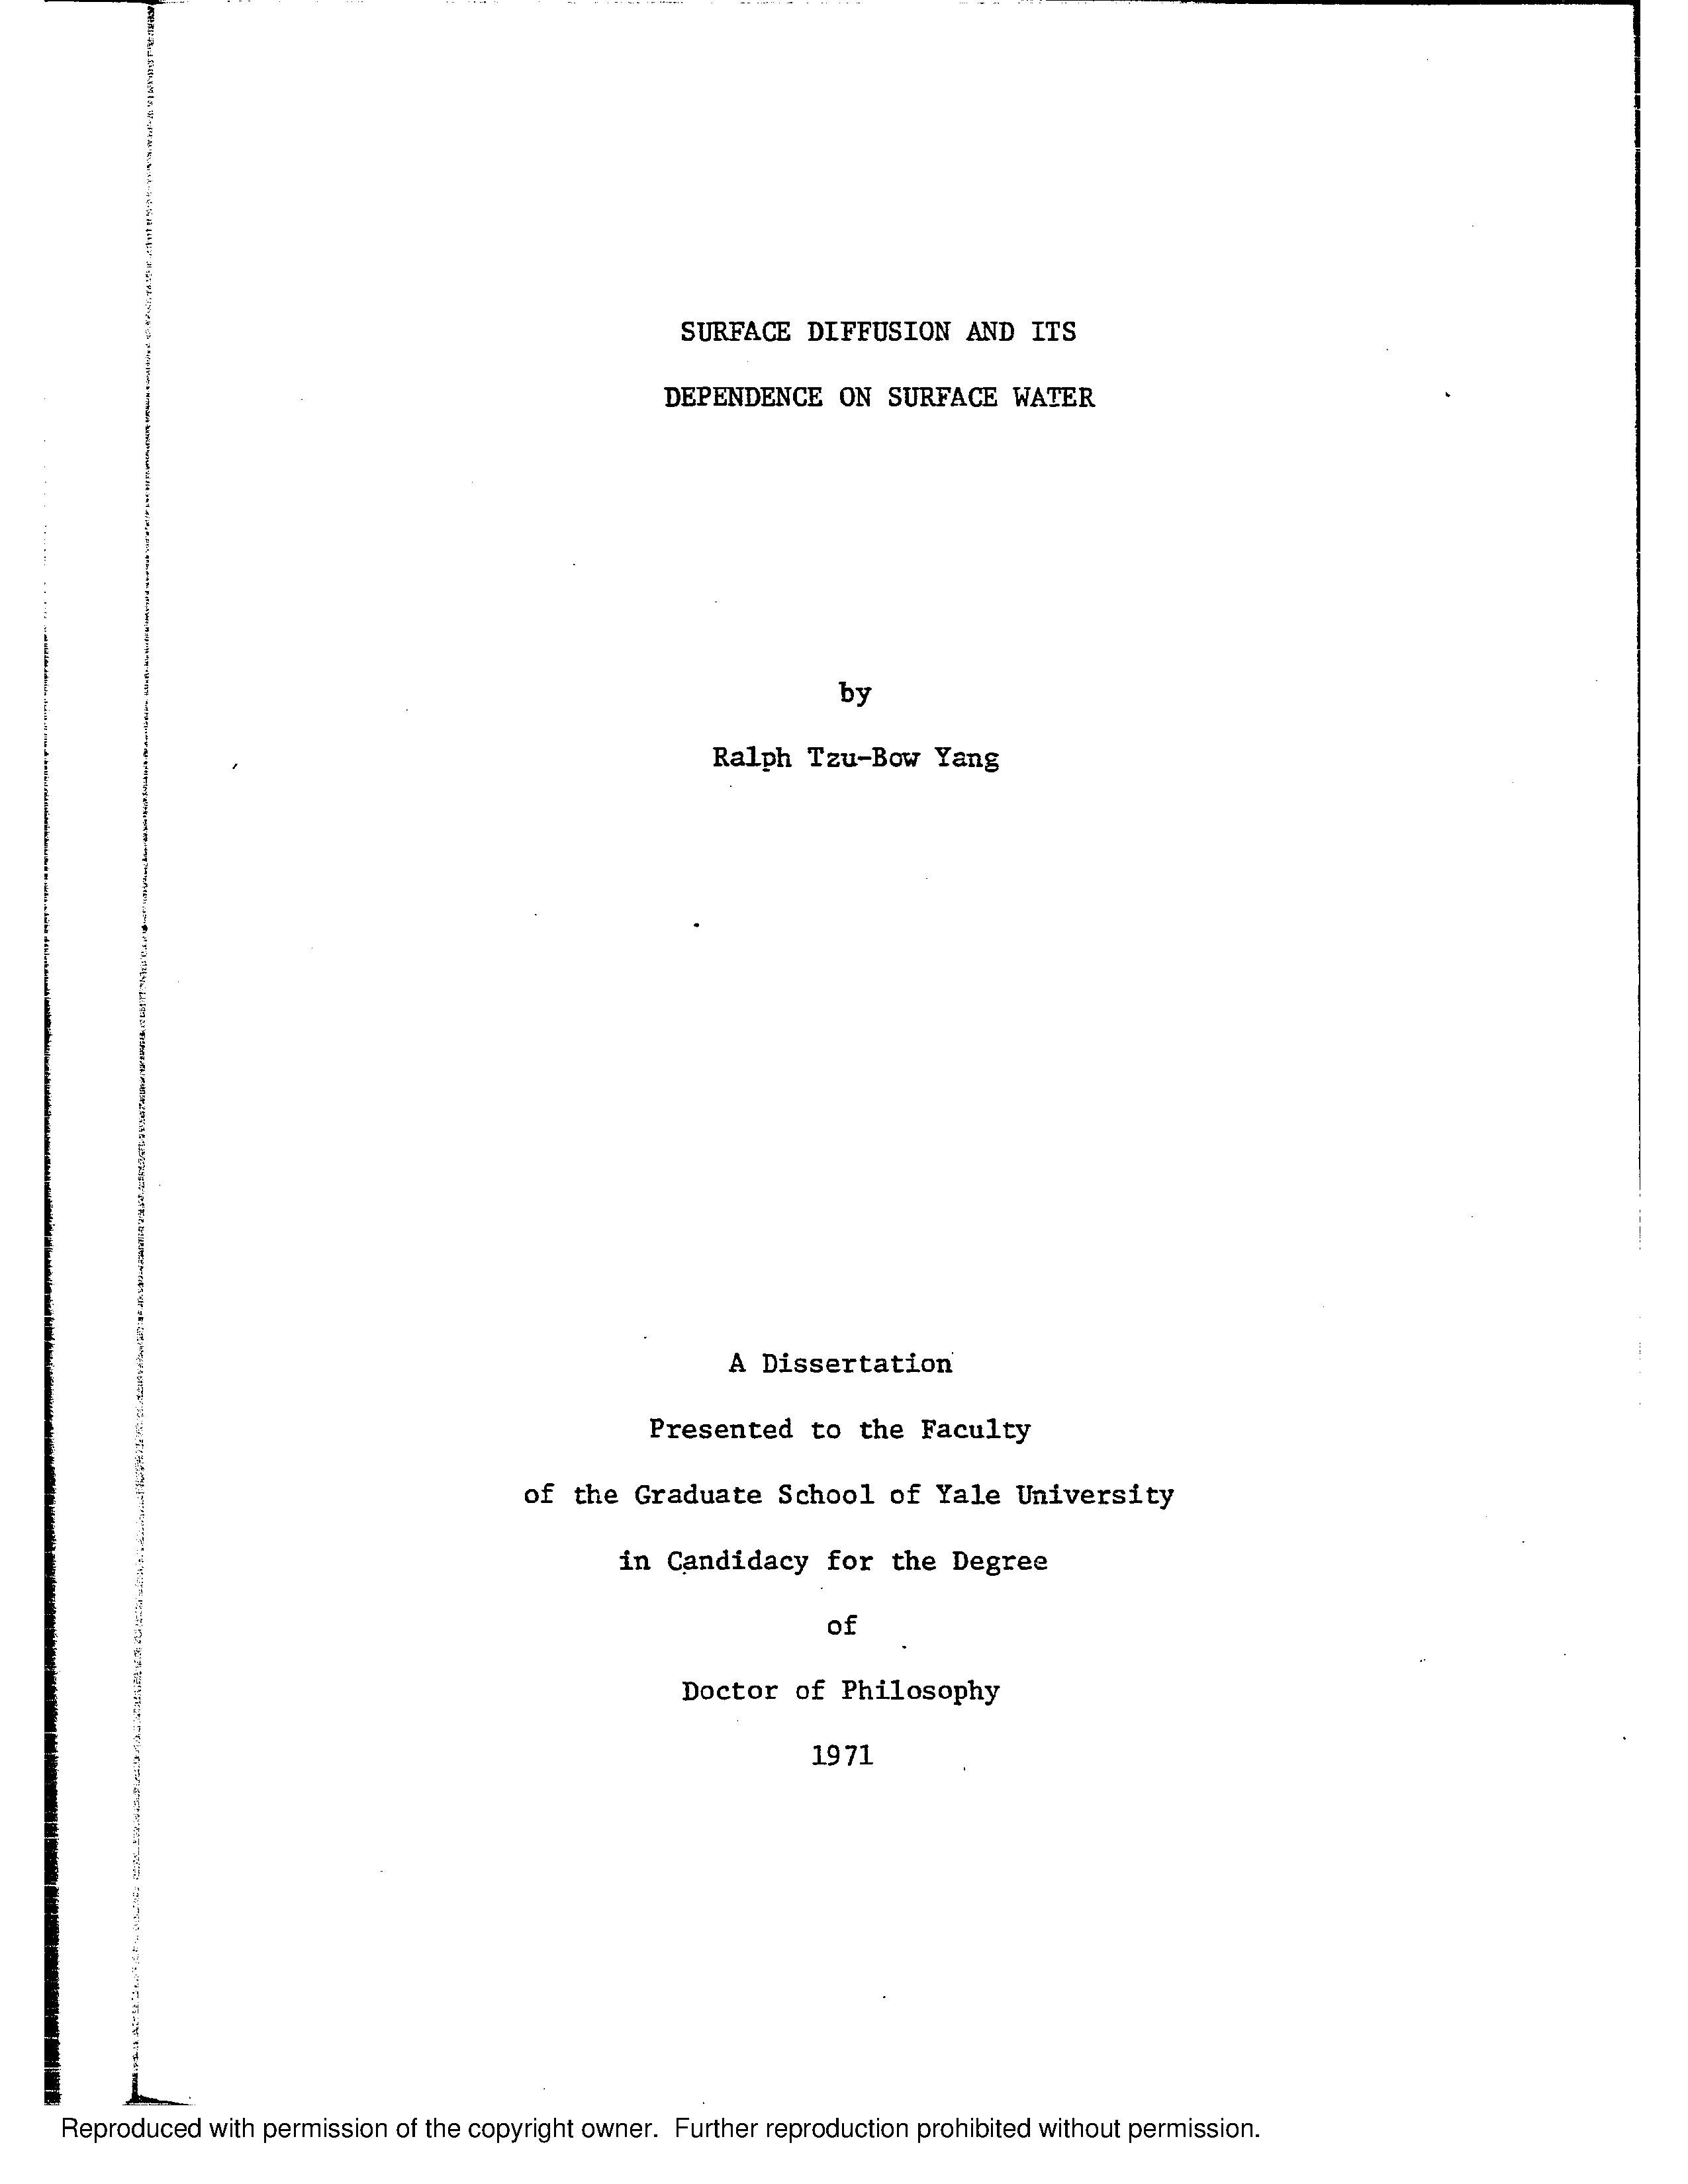 SURFACE DIFFUSION AND ITS
DEPENDENCE ON SURFACE WATER
by
Ralph Tzu-Bow Yang
A Dissertation
Presented to the Faculty
of the Graduate School of Yale University
in Candidacy for the Degree
of
Doctor of Philosophy
1971
Reproduced with permission of the copyright owner. Further reproduction prohibited without permission.